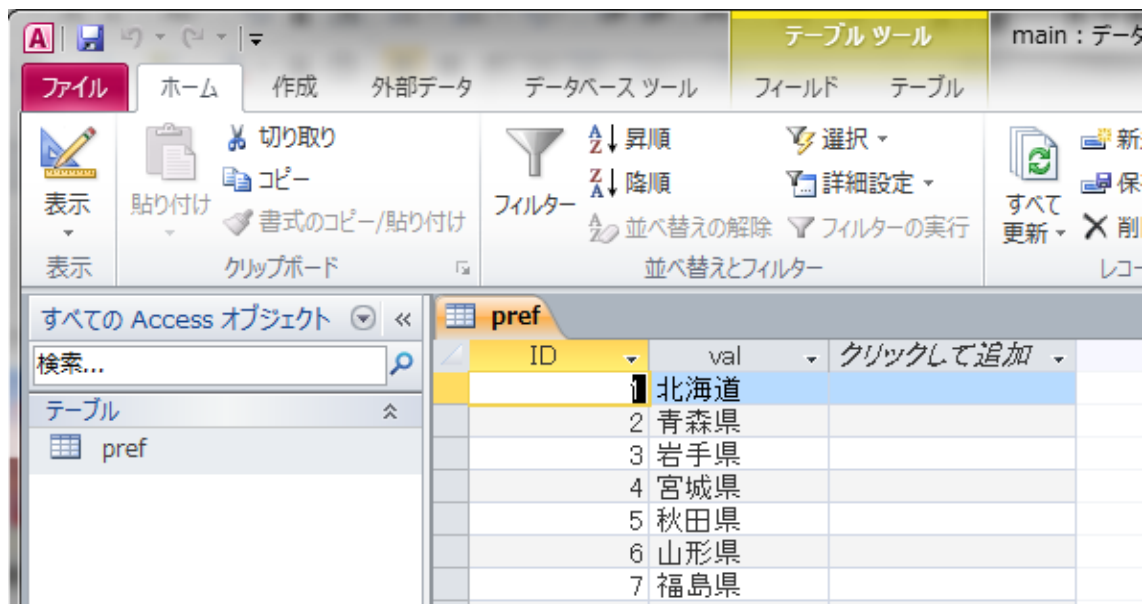 テーブル ツール main : データ
ファイル ホーム 作成 外部データ データベース ツール フィールド テーブル
切り取り 昇順 選択 新
コピー 降順 詳細設定 保
表示 貼り付け 書式のコピー/貼り付け フィルター 並べ替えの解除 フィルターの実行 すべて更新 削
表示 クリップボード 並べ替えとフィルター レコー
すべての Access オブジェクト pref
検索... ID val クリックして追加
1 北海道
テーブル
2 青森県
pref
3 岩手県
4 宮城県
5 秋田県
6 山形県
7 福島県